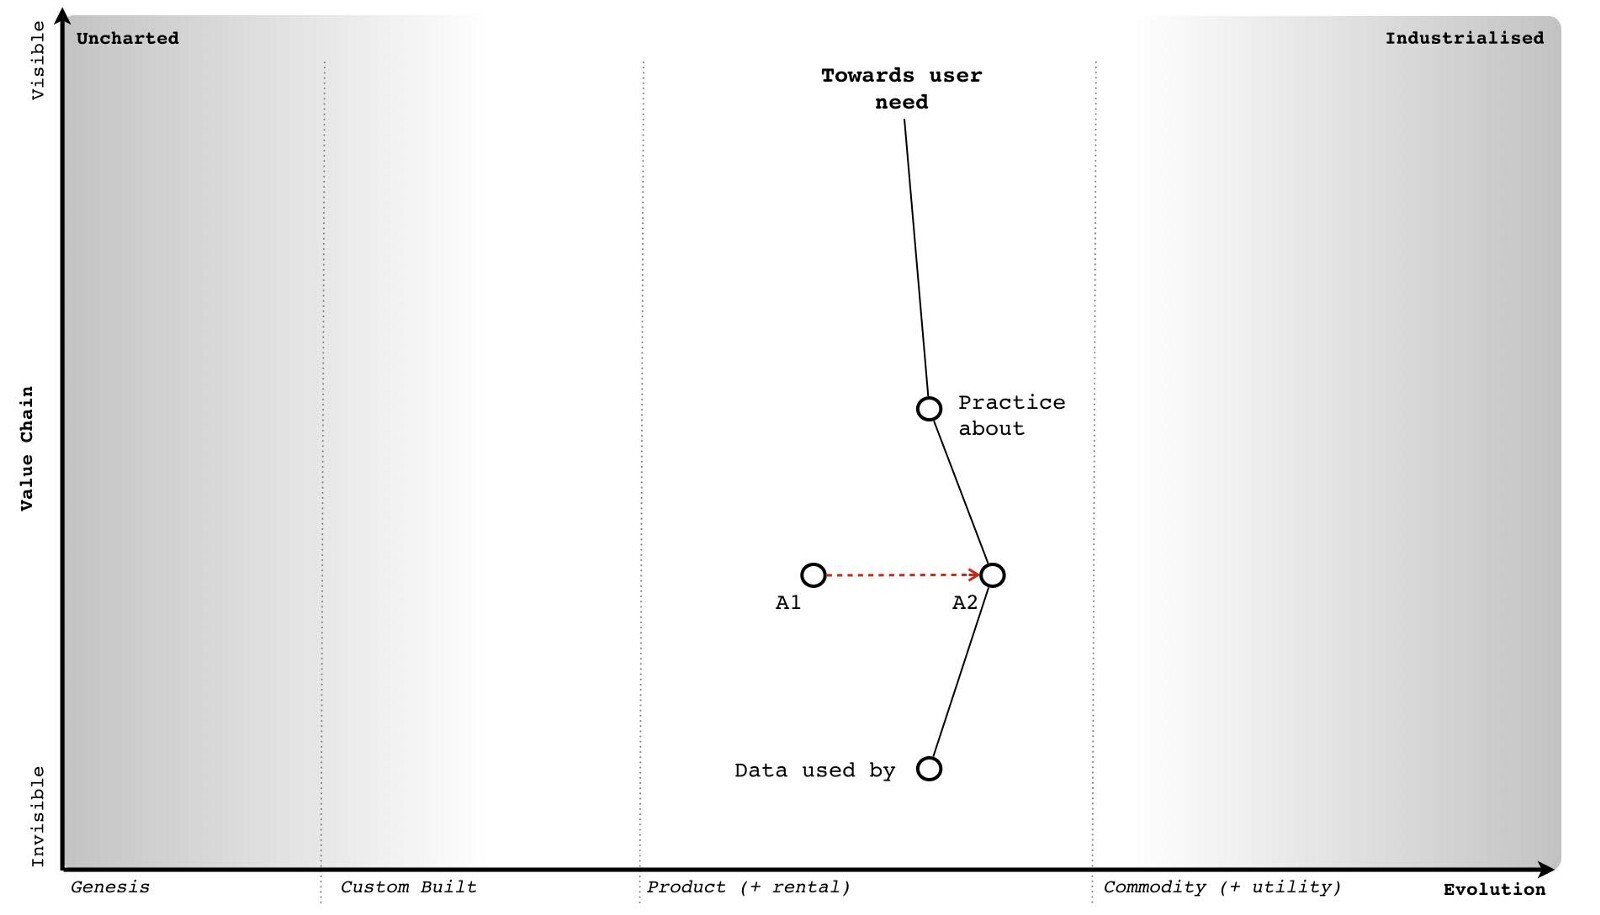 Visible
Uncharted
Industrialised
Towards user
need
Practice
about
Value Chain
A1
A2
Data used by
Invisible
Genesis
Custom Built
Product (+ rental)
Commodity (+ utility)
Evolution